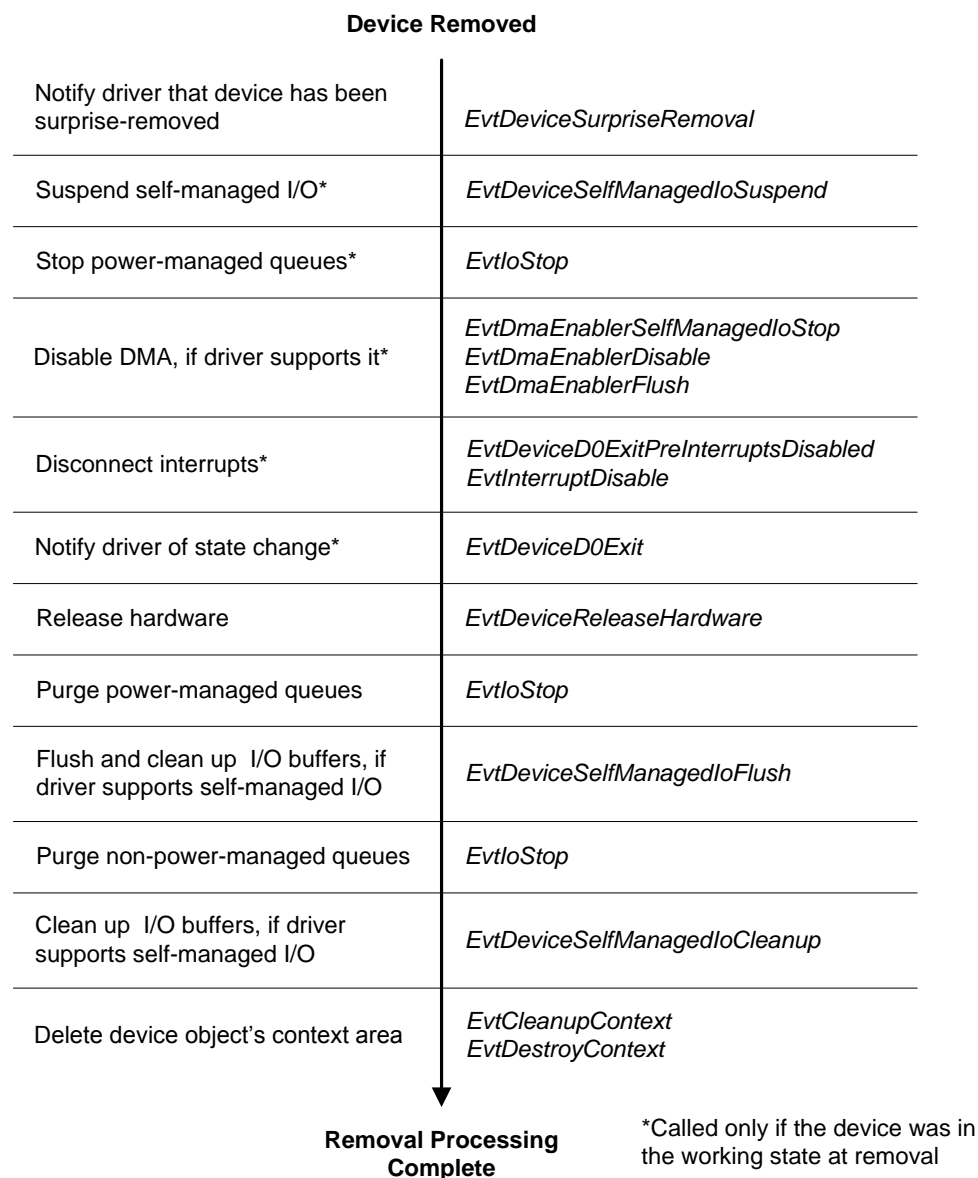 Device Removed
Notify driver that device has been
surprise-removed
EvtDeviceSurpriseRemoval
Suspend self-managed I/O*
EvtDeviceSelfManagedIoSuspend
Stop power-managed queues*
EvtIoStop
Disable DMA, if driver supports it*
EvtDmaEnablerSelfManagedIoStop
EvtDmaEnablerDisable
EvtDmaEnablerFlush
Disconnect interrupts*
EvtDeviceD0ExitPreInterruptsDisabled
EvtInterruptDisable
Notify driver of state change*
EvtDeviceD0Exit
Release hardware
EvtDeviceReleaseHardware
Purge power-managed queues
EvtIoStop
Flush and clean up I/O buffers, if
driver supports self-managed I/O
EvtDeviceSelfManagedIoFlush
Purge non-power-managed queues
EvtIoStop
Clean up I/O buffers, if driver
supports self-managed I/O
EvtDeviceSelfManagedIoCleanup
Delete device object's context area
EvtCleanupContext
EvtDestroyContext
Removal Processing
Complete
*Called only if the device was in
the working state at removal